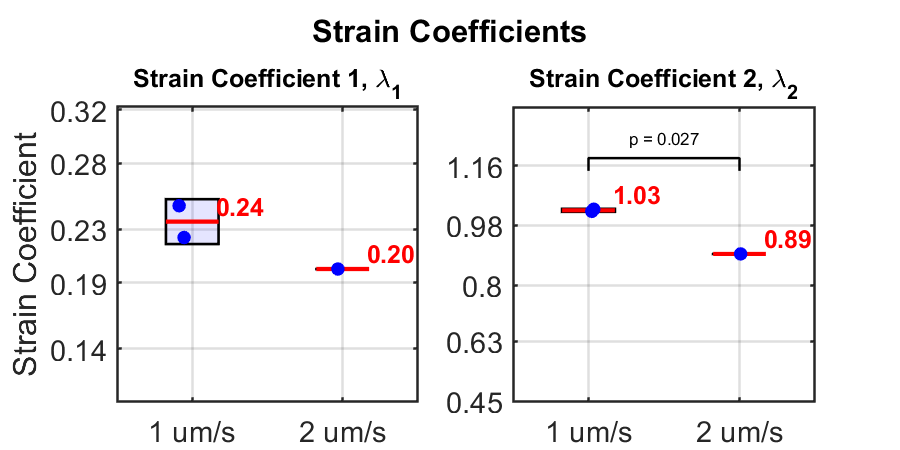 Strain Coefficients
Strain Coefficient 1, λ1
Strain Coefficient
0.32
0.28
0.23
0.19
0.14
0.24
0.20
1 um/s
2 um/s
Strain Coefficient 2, λ2
1.16
0.98
0.8
0.63
0.45
p = 0.027
1.03
0.89
1 um/s
2 um/s